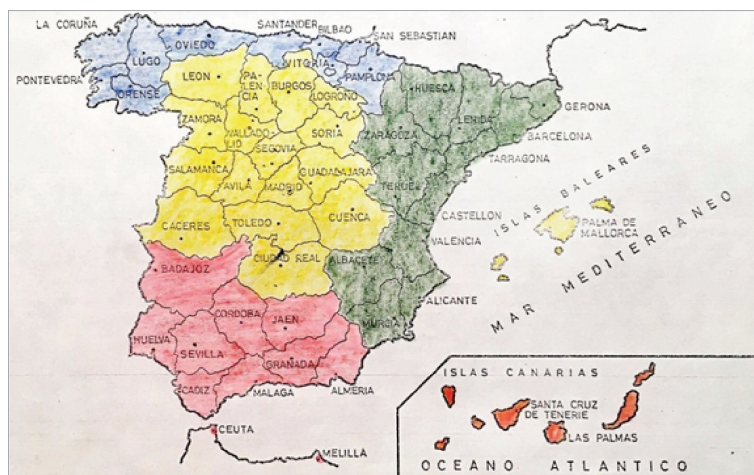 LA CORUÑA
LUGO
OVIEDO
SANTANDER
BILBAO
SAN SEBASTIAN
VITORIA
PAMPLON
PONTEVEDRA
ORENSE
LEON
PA-
LEN-
CIA
BURGOS
LOGROÑO
HUESCA
LERIDA
GERONA
BARCELONA
TARRAGONA
ZARAGOZA
ZAMORA
VALLADO-
LID
SORIA
SEGOVIA
SALAMANCA
AVILA
MADRID
GUADALAJARA
TERUEL
CUENCA
CASTELLON
VALENCIA
CACERES
TOLEDO
CIUDAD REAL
ALBACETE
ALICANTE
ISLAS BALEARES
PALMA DE
MALLORCA
MAR MEDITERRANEO
BADAJOZ
CORDOBA
JAEN
MURCIA
HUELVA
SEVILLA
GRANADA
CADIZ
MALAGA
ALMERIA
CEUTA
MELILLA
ISLAS CANARIAS
SANTA CRUZ
DE TENERIE
LAS PALMAS
OCEANO ATLANTICO